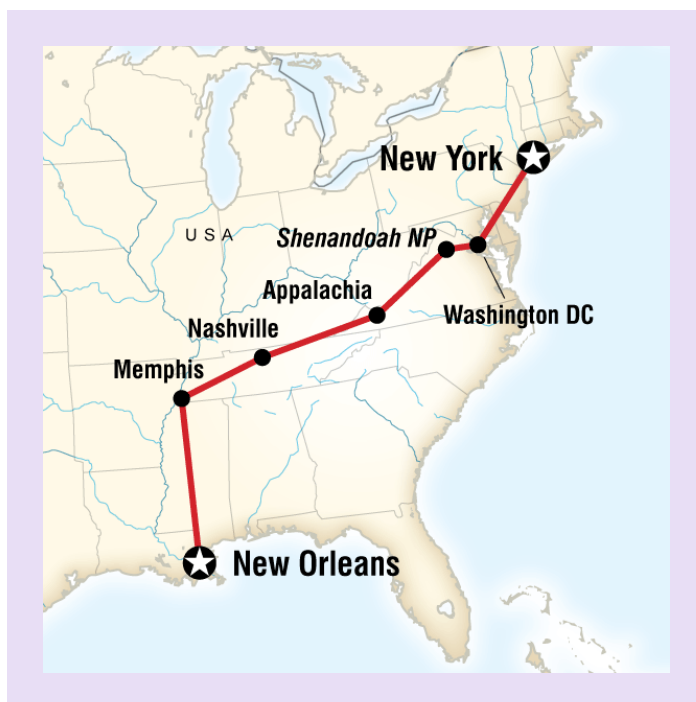 New York
USA
Shenandoah NP
Appalachia
Washington DC
Nashville
Memphis
New Orleans